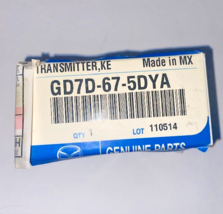 TRANSMITTER,KE Made in MX
GD7D-67-5DYA
QTY 1 LOT 110514
GENUINE PARTS